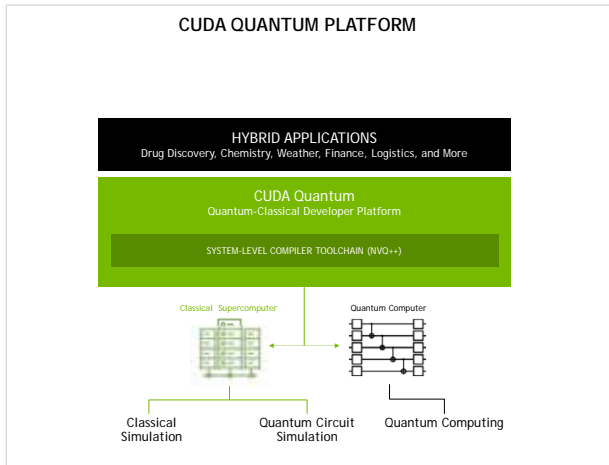 CUDA QUANTUM PLATFORM
HYBRID APPLICATIONS
Drug Discovery, Chemistry, Weather, Finance, Logistics, and More
CUDA Quantum
Quantum-Classical Developer Platform
SYSTEM-LEVEL COMPILER TOOLCHAIN (NVQ++)
Classical Supercomputer
Quantum Computer
Classical
Simulation
Quantum Circuit
Simulation
Quantum Computing